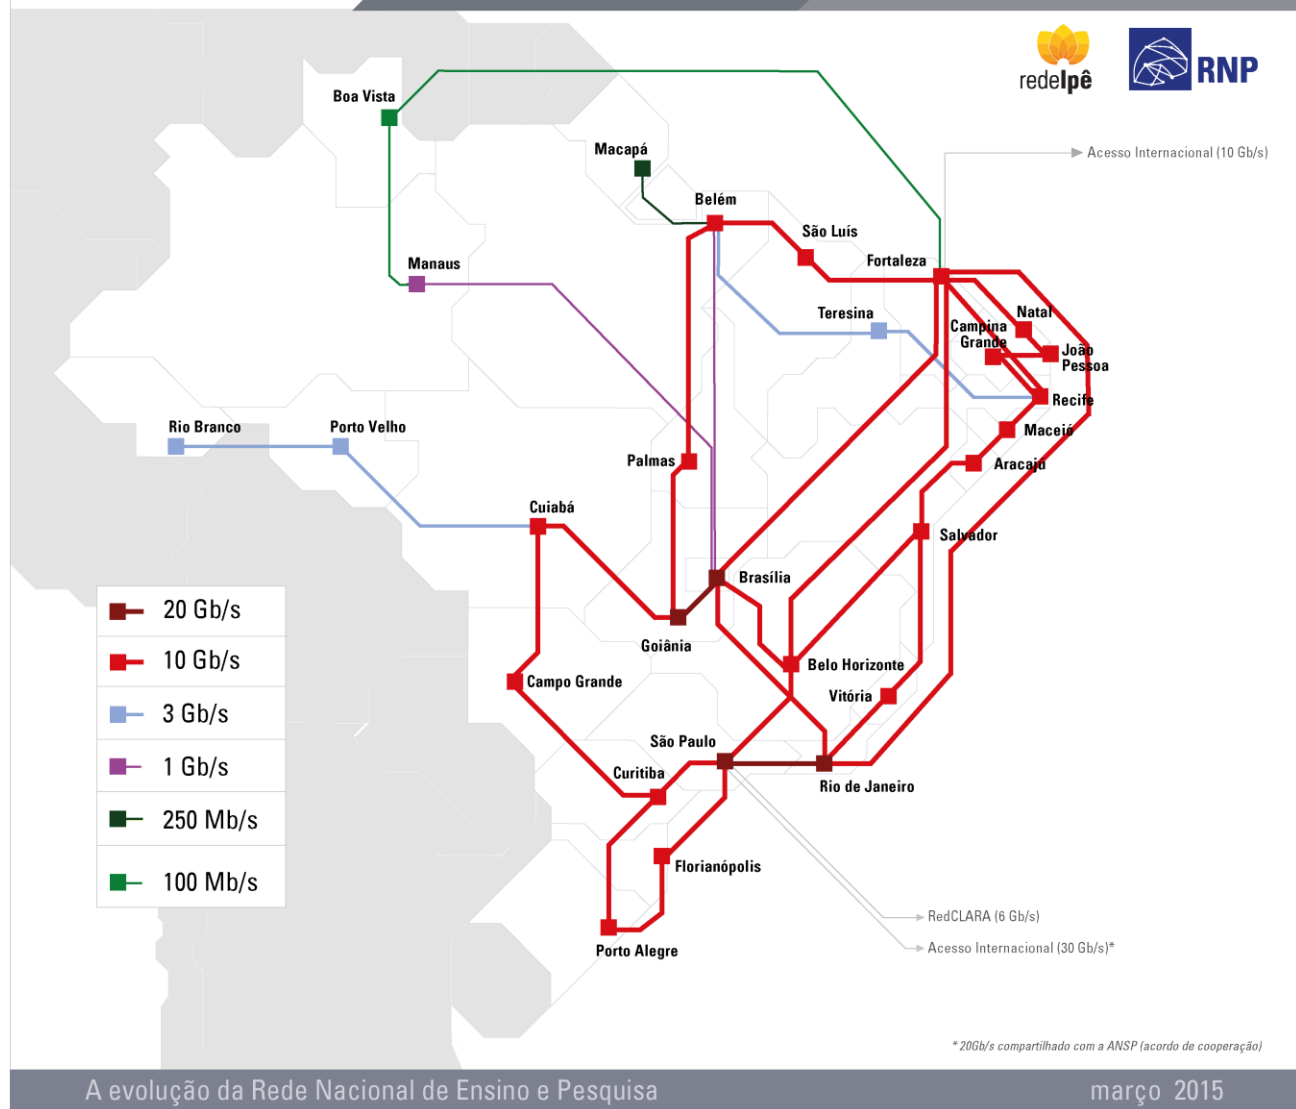 redeIpê
RNP
Boa Vista
Acesso Internacional (10 Gb/s)
Macapá
Belém
São Luís
Fortaleza
Manaus
Teresina
Natal
Campina
Grande
João
Pessoa
Recife
Rio Branco
Porto Velho
Maceió
Palmas
Aracajú
Cuiabá
Salvador
Brasília
20 Gb/s
Goiânia
10 Gb/s
Belo Horizonte
Campo Grande
Vitória
3 Gb/s
São Paulo
1 Gb/s
Curitiba
Rio de Janeiro
250 Mb/s
Florianópolis
100 Mb/s
RedCLARA (6 Gb/s)
Porto Alegre
Acesso Internacional (30 Gb/s)*
* 20Gb/s compartilhado com a ANSP (acordo de cooperação)
A evolução da Rede Nacional de Ensino e Pesquisa
março 2015